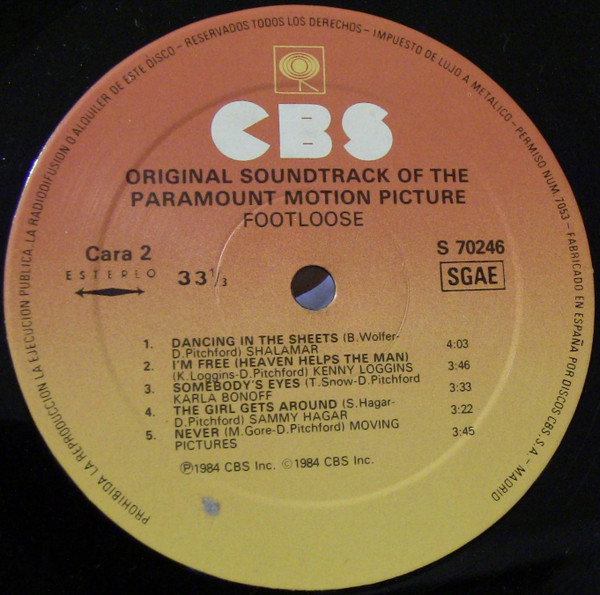 PROHIBIDA LA REPRODUCCION, LA EJECUCION PUBLICA, LA RADIODIFUSION O ALQUILER DE ESTE DISCO - RESERVADOS TODOS LOS DERECHOS - IMPUESTO DE LUJO A METALICO - PERMISO NUM. 7053 - FABRICADO EN ESPAÑA POR DISCOS CBS, S.A. - MADRID
CBS
ORIGINAL SOUNDTRACK OF THE
PARAMOUNT MOTION PICTURE
FOOTLOOSE
Cara 2
ESTEREO
33 1/3
S 70246
SGAE
1. DANCING IN THE SHEETS (B.Wolfer-
D.Pitchford) SHALAMAR 4:03
2. I'M FREE (HEAVEN HELPS THE MAN)
(K.Loggins-D.Pitchford) KENNY LOGGINS 3:46
3. SOMEBODY'S EYES (T.Snow-D.Pitchford
KARLA BONOFF 3:33
4. THE GIRL GETS AROUND (S.Hagar-
D.Pitchford) SAMMY HAGAR 3:22
5. NEVER (M.Gore-D.Pitchford) MOVING
PICTURES 3:45
Ⓟ1984 CBS Inc. ©1984 CBS Inc.